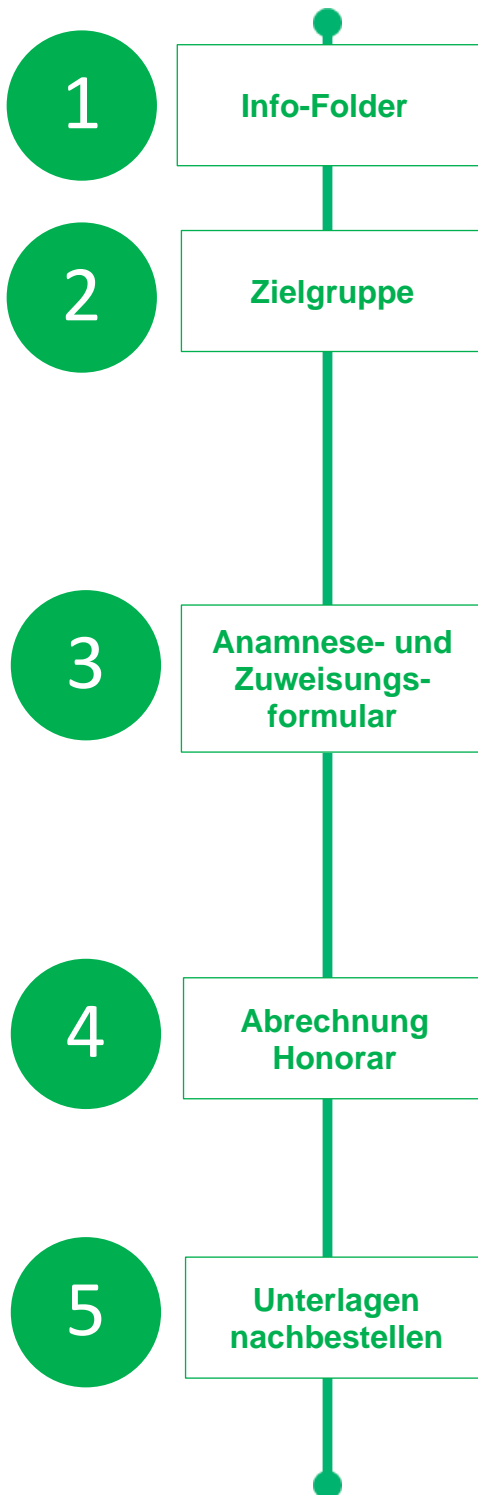 1
Info-Folder
2
Zielgruppe
3
Anamnese- und
Zuweisungs-
formular
4
Abrechnung
Honorar
5
Unterlagen
nachbestellen